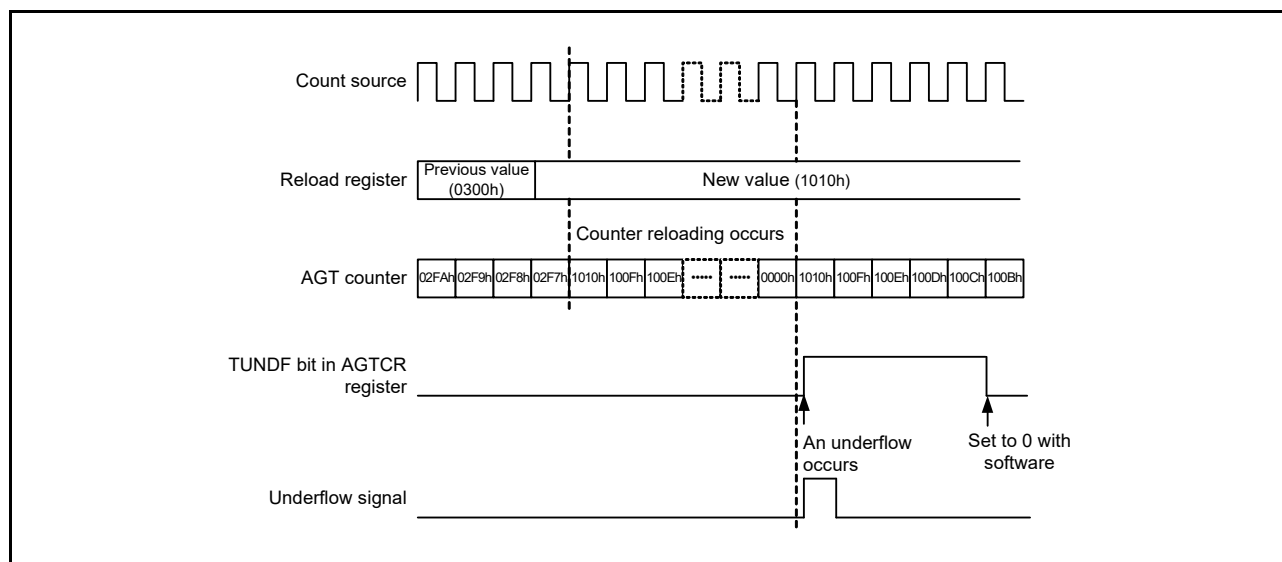 Count source
Reload register
Previous value
(0300h)
New value (1010h)
Counter reloading occurs
AGT counter
02FAh 02F9h 02F8h 02F7h 1010h 100Fh 100Eh ····· ····· 0000h 1010h 100Fh 100Eh 100Dh 100Ch 100Bh
TUNDF bit in AGTCR
register
An underflow
occurs
Set to 0 with
software
Underflow signal